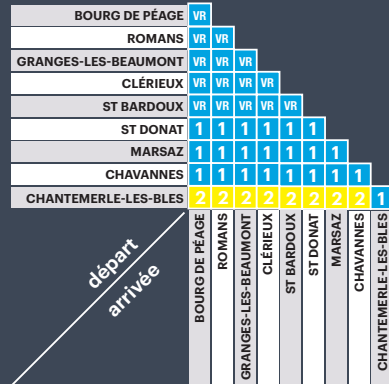 BOURG DE PÉAGE VR
ROMANS VR VR
GRANGES-LES-BEAUMONT VR VR VR
CLÉRIEUX VR VR VR VR
ST BARDOUX VR VR VR VR VR
ST DONAT 1 1 1 1 1 1
MARSAZ 1 1 1 1 1 1 1
CHAVANNES 1 1 1 1 1 1 1 1
CHANTEMERLE-LES-BLES 2 2 2 2 2 2 2 2 1
départ
arrivée
BOURG DE PÉAGE
ROMANS
GRANGES-LES-BEAUMONT
CLÉRIEUX
ST BARDOUX
ST DONAT
MARSAZ
CHAVANNES
CHANTEMERLE-LES-BLES